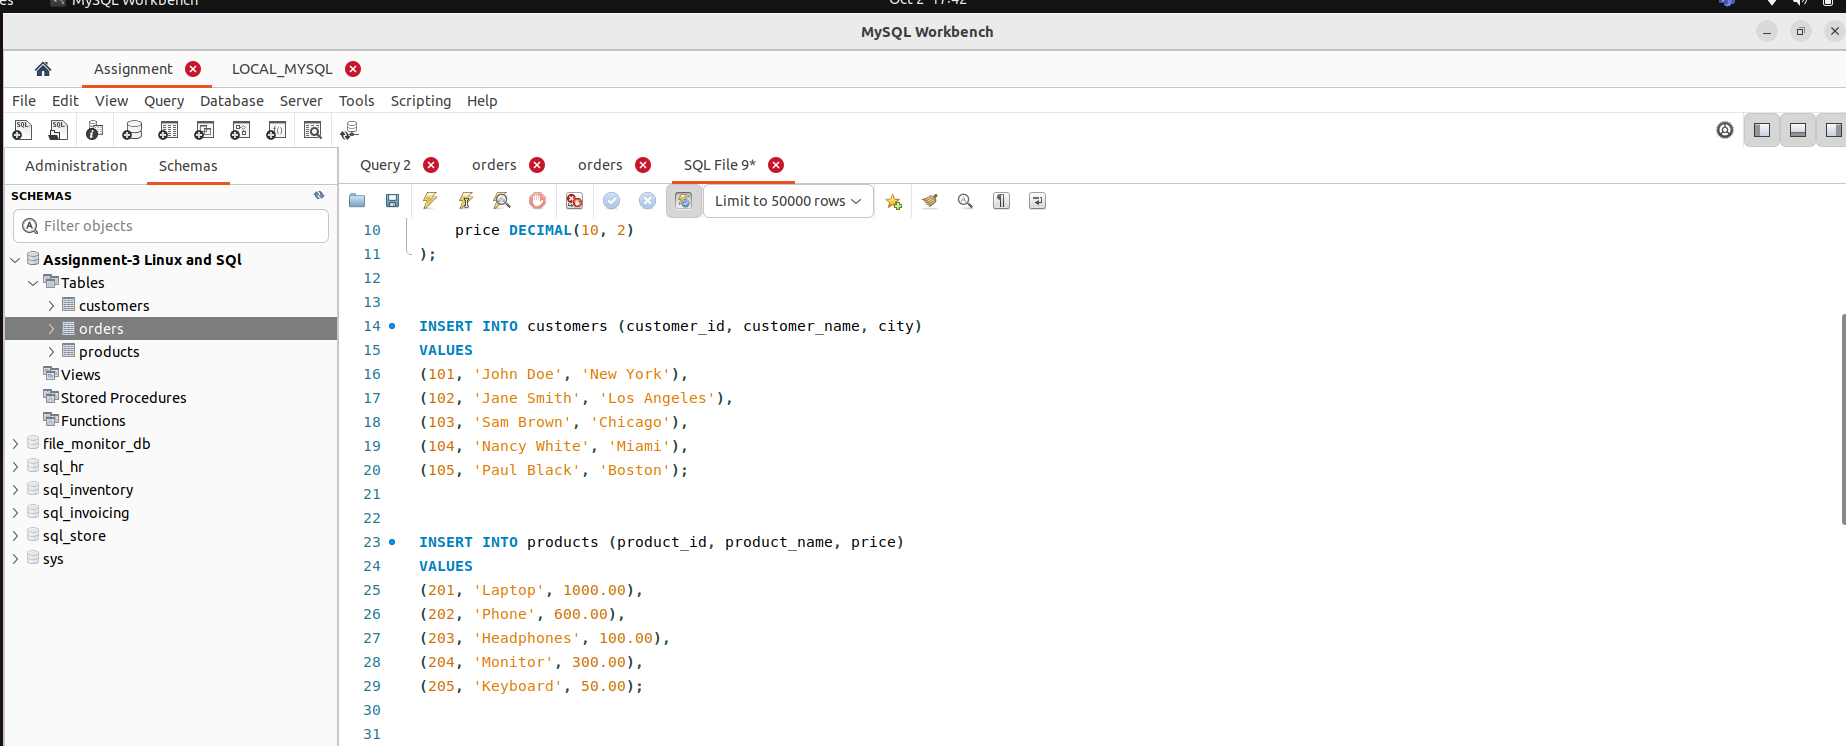 MySQL Workbench
Oct 2 17:42
MySQL Workbench
Assignment LOCAL_MYSQL
File Edit View Query Database Server Tools Scripting Help
Administration Schemas
Query 2 orders orders SQL File 9*
SCHEMAS
Limit to 50000 rows
Filter objects
Assignment-3 Linux and SQl
Tables
customers
orders
products
Views
Stored Procedures
Functions
file_monitor_db
sql_hr
sql_inventory
sql_invoicing
sql_store
sys
10 price DECIMAL(10, 2)
11 );
12
13
14 INSERT INTO customers (customer_id, customer_name, city)
15 VALUES
16 (101, 'John Doe', 'New York'),
17 (102, 'Jane Smith', 'Los Angeles'),
18 (103, 'Sam Brown', 'Chicago'),
19 (104, 'Nancy White', 'Miami'),
20 (105, 'Paul Black', 'Boston');
21
22
23 INSERT INTO products (product_id, product_name, price)
24 VALUES
25 (201, 'Laptop', 1000.00),
26 (202, 'Phone', 600.00),
27 (203, 'Headphones', 100.00),
28 (204, 'Monitor', 300.00),
29 (205, 'Keyboard', 50.00);
30
31